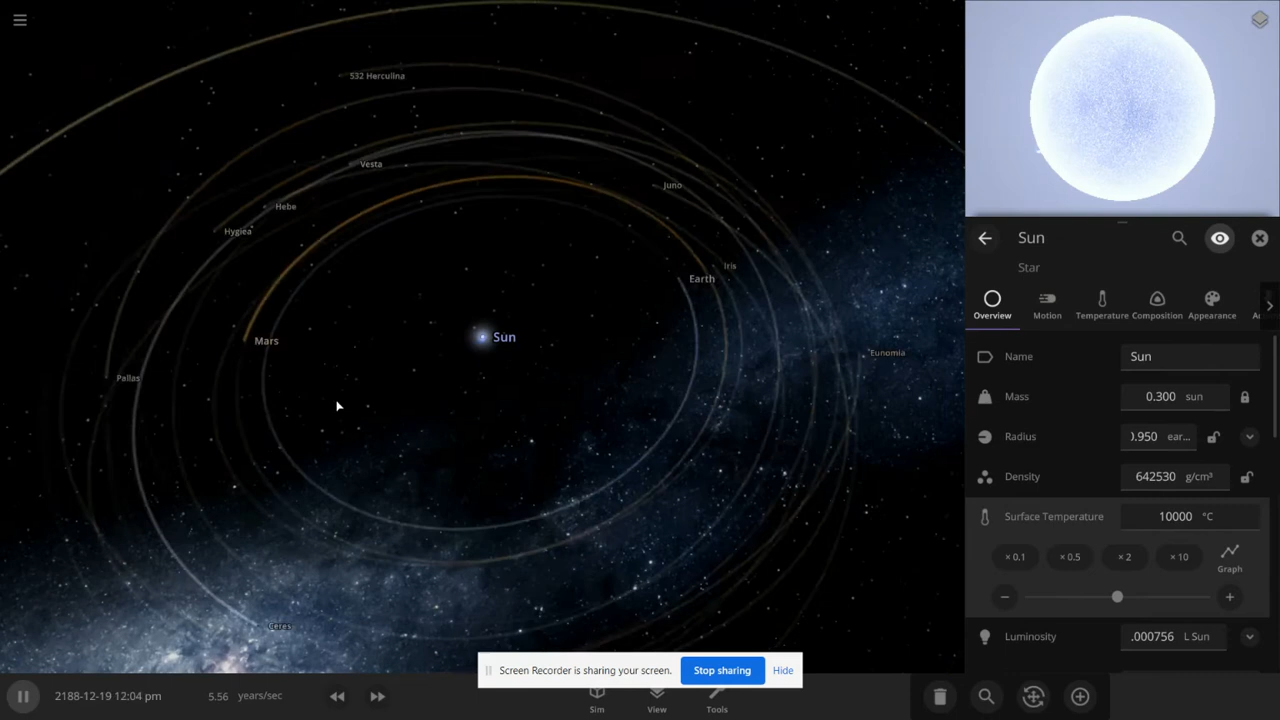 532 Herculina
Vesta
Juno
Hebe
Hygiea
Iris
Earth
Sun
Mars
Eunomia
Pallas
Ceres
Screen Recorder is sharing your screen. Stop sharing Hide
2188-12-19 12:04 pm 5.56 years/sec
Sim View Tools
Sun
Star
Overview Motion Temperature Composition Appearance
Name Sun
Mass 0.300 sun
Radius .950 ear...
Density 642530 g/cm³
Surface Temperature 10000 °C
× 0.1 × 0.5 × 2 × 10 Graph
Luminosity .000756 L Sun